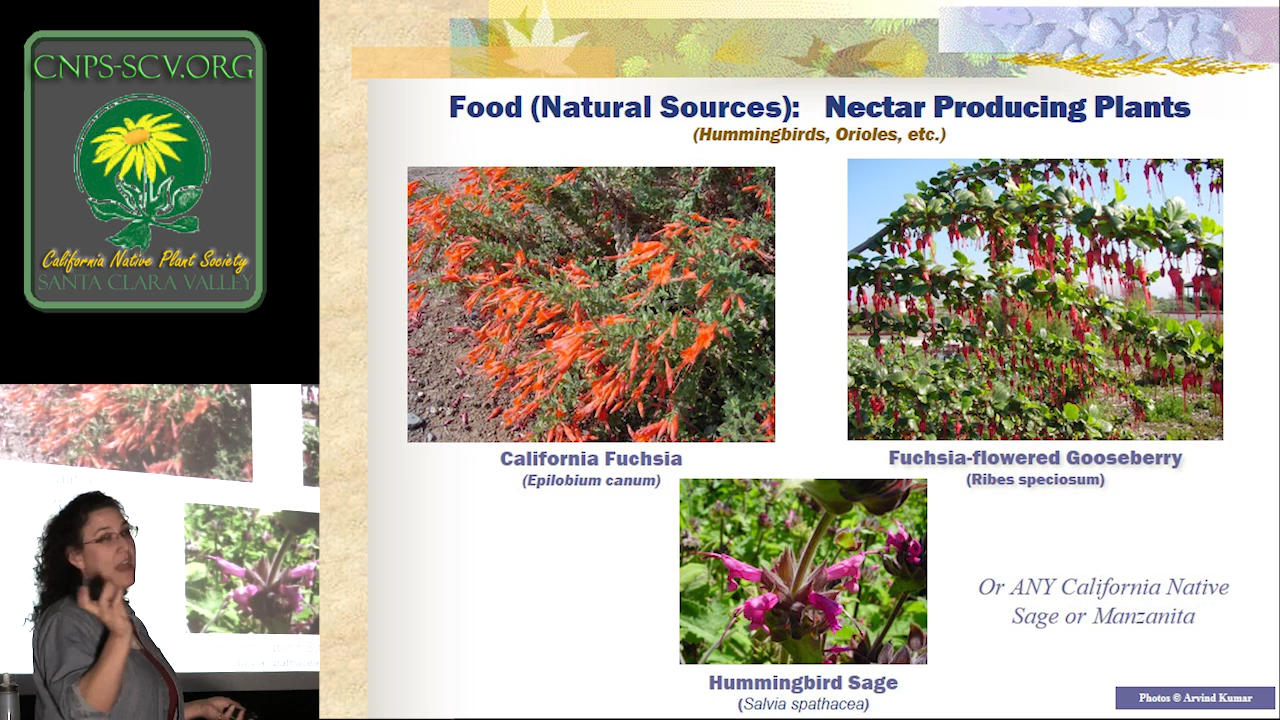 CNPS-SCV.ORG
California Native Plant Society
SANTA CLARA VALLEY
Food (Natural Sources): Nectar Producing Plants
(Hummingbirds, Orioles, etc.)
California Fuchsia
(Epilobium canum)
Fuchsia-flowered Gooseberry
(Ribes speciosum)
Or ANY California Native
Sage or Manzanita
Hummingbird Sage
(Salvia spathacea)
Photos © Arvind Kumar